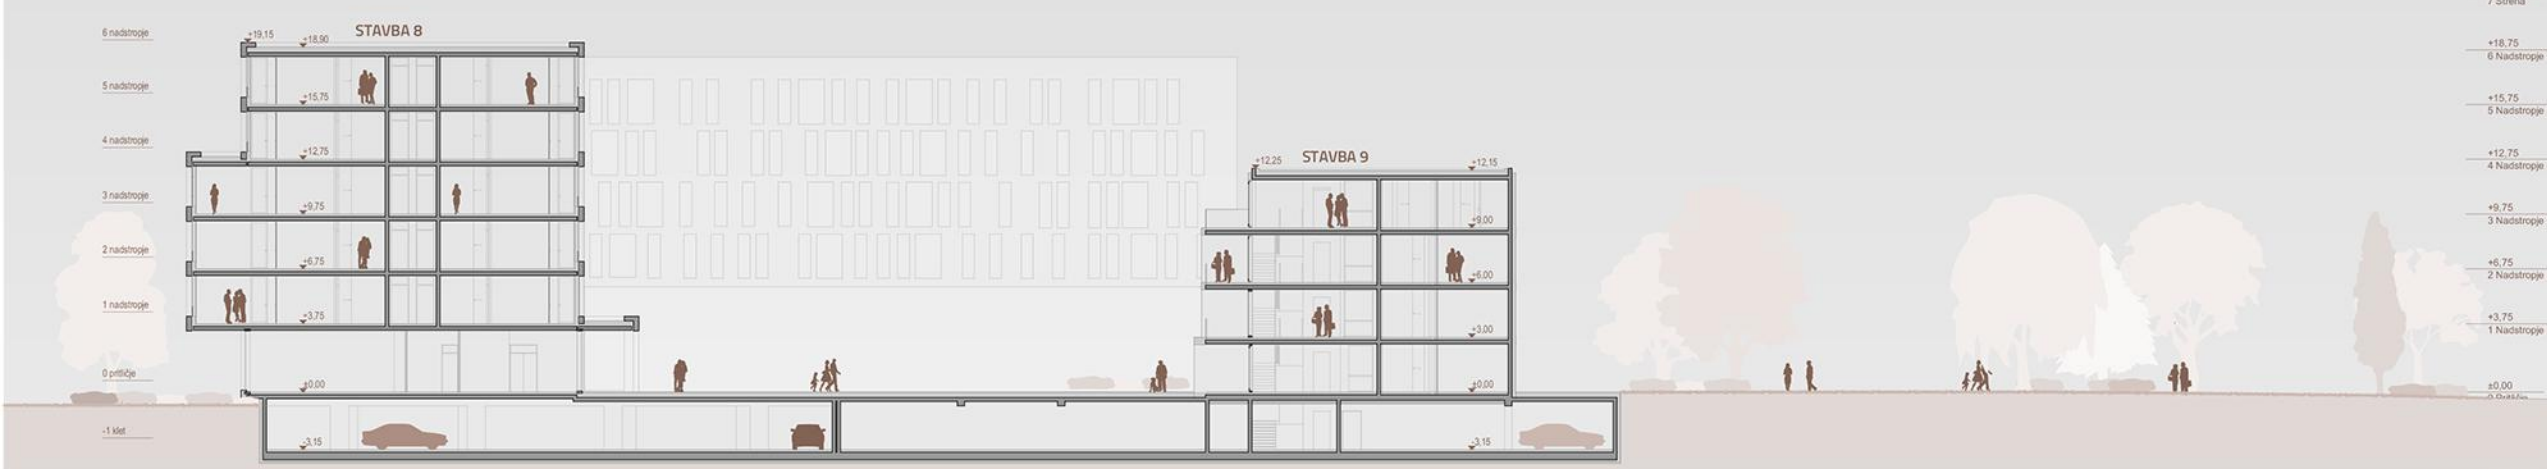 6 nadstropje
5 nadstropje
4 nadstropje
3 nadstropje
2 nadstropje
1 nadstropje
0 pritličje
-1 klet
STAVBA 8
+19,15
+18,90
+15,75
+12,75
+9,75
+6,75
+3,75
±0,00
-3,15
STAVBA 9
+12,25
+12,15
+9,00
+6,00
+3,00
±0,00
-3,15
+18,75
6 Nadstropje
+15,75
5 Nadstropje
+12,75
4 Nadstropje
+9,75
3 Nadstropje
+6,75
2 Nadstropje
+3,75
1 Nadstropje
±0,00